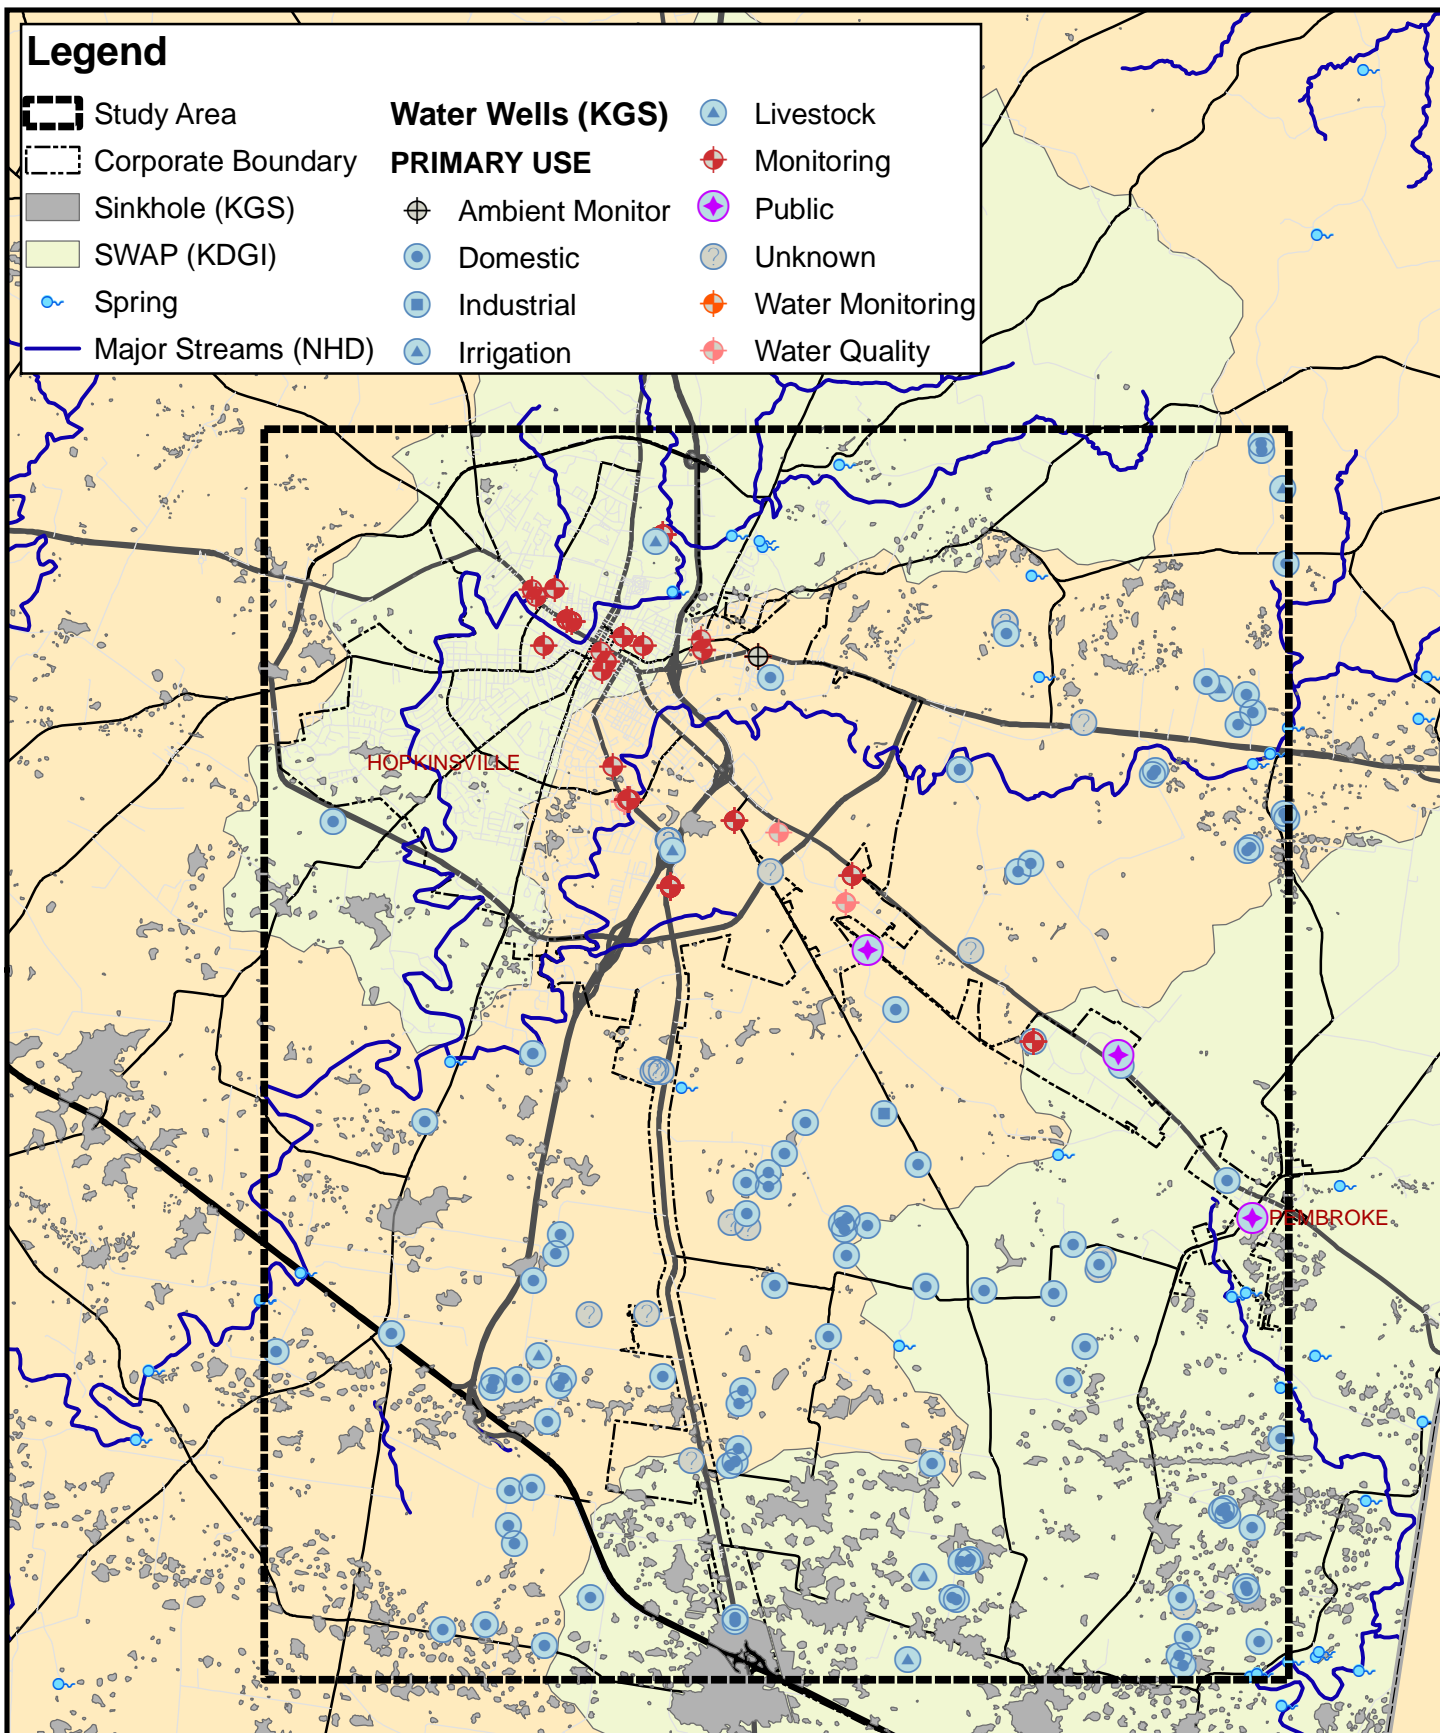 Legend
Study Area
Corporate Boundary
Sinkhole (KGS)
SWAP (KDGI)
Spring
Major Streams (NHD)
Water Wells (KGS)
PRIMARY USE
Ambient Monitor
Domestic
Industrial
Irrigation
Livestock
Monitoring
Public
Unknown
Water Monitoring
Water Quality
HOPKINSVILLE
PEMBROKE